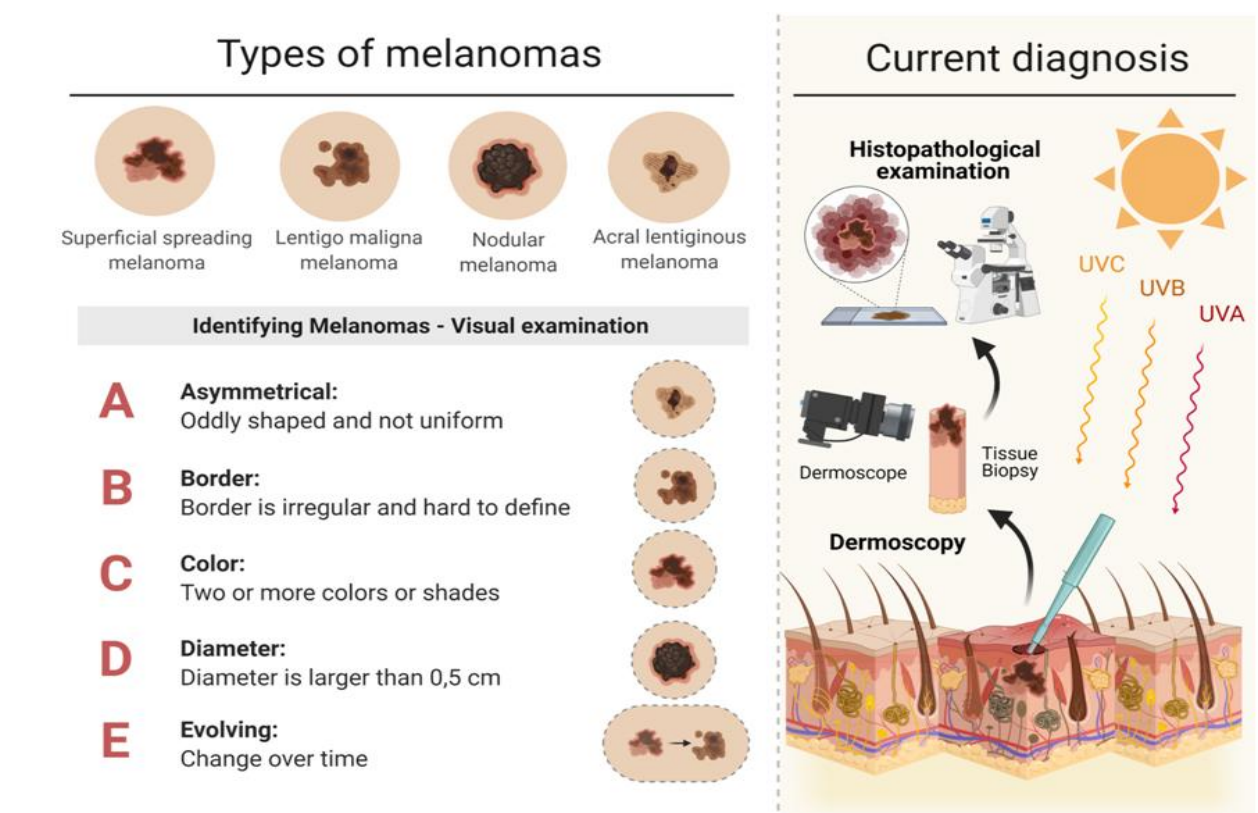 Types of melanomas
Superficial spreading
melanoma
Lentigo maligna
melanoma
Nodular
melanoma
Acral lentiginous
melanoma
Identifying Melanomas - Visual examination
A
Asymmetrical:
Oddly shaped and not uniform
B
Border:
Border is irregular and hard to define
C
Color:
Two or more colors or shades
D
Diameter:
Diameter is larger than 0,5 cm
E
Evolving:
Change over time
Current diagnosis
Histopathological
examination
UVC
UVB
UVA
Dermoscope
Tissue
Biopsy
Dermoscopy